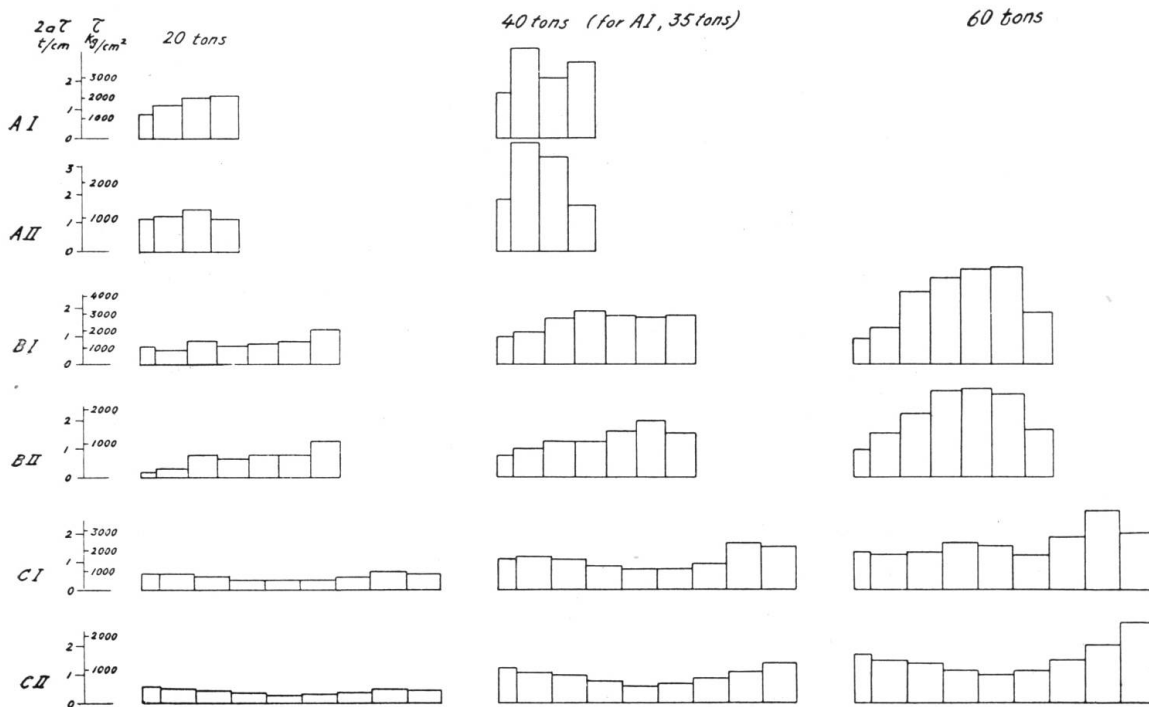 2aτ τ 20 tons 40 tons (for AI, 35 tons) 60 tons
t/cm kg/cm²
AI 2 1 0 3000 2000 1000
AII 3 2 1 0 2000 1000
BI 2 1 0 4000 3000 2000 1000
BII 2 1 0 2000 1000
CI 2 1 0 3000 2000 1000
CII 2 1 0 2000 1000